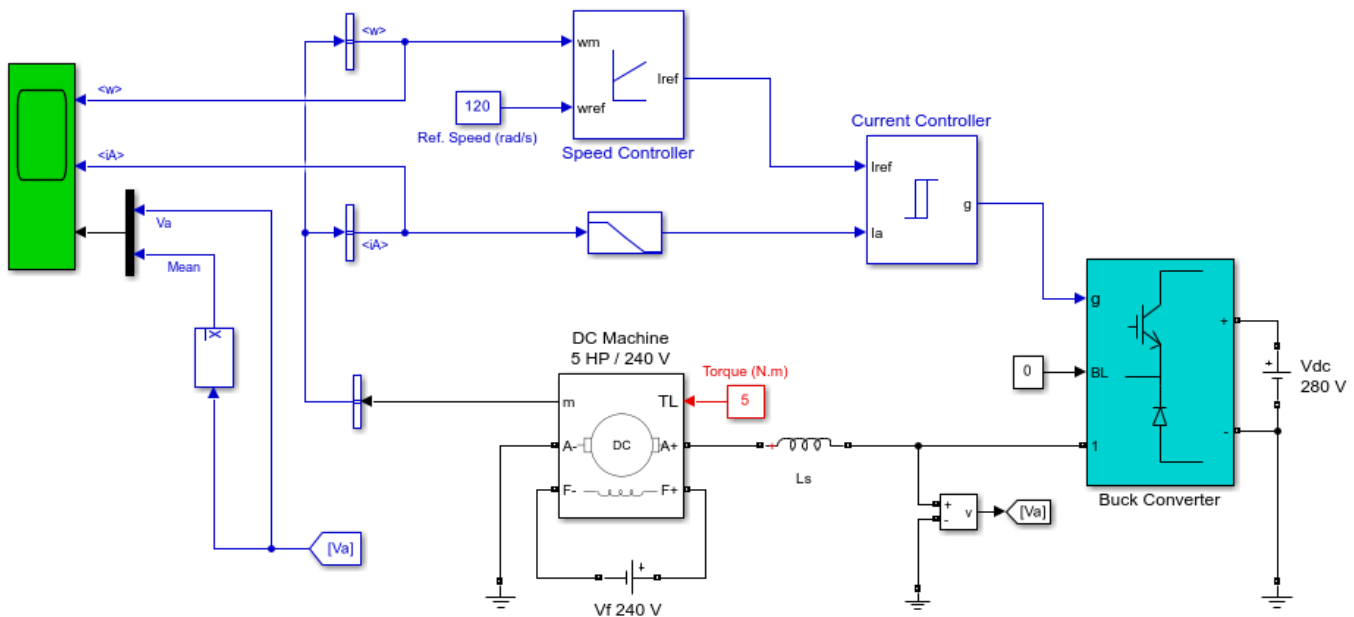 <w>
wm
Iref
<w>
120
wref
Ref. Speed (rad/s)
Speed Controller
Current Controller
<iA>
Iref
g
Va
<iA>
Ia
Mean
x
g
DC Machine
5 HP / 240 V
+
Torque (N.m)
0
BL
+
Vdc
280 V
m
TL
5
-
A-
DC
A+
+
1
Ls
Buck Converter
F-
F+
+
-
v
[Va]
[Va]
+
Vf 240 V